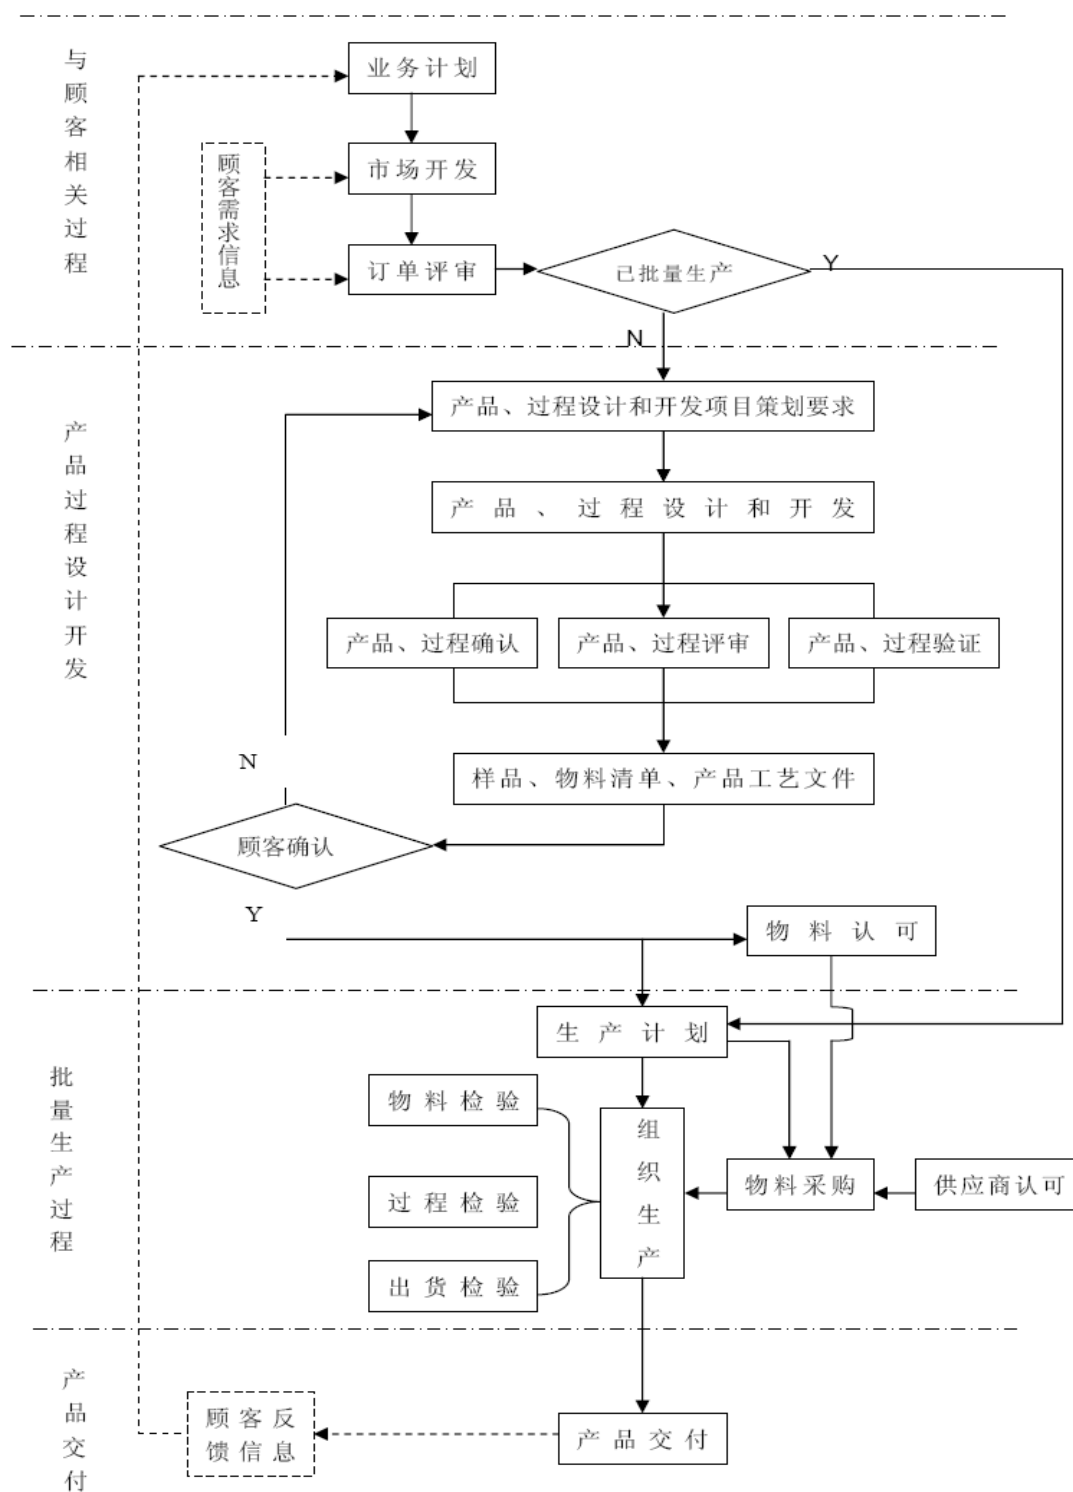 与顾客相关过程
业务计划
市场开发
顾客需求信息
订单评审
已批量生产
Y
N
产品过程设计开发
产品、过程设计和开发项目策划要求
产品、过程设计和开发
产品、过程确认
产品、过程评审
产品、过程验证
N
样品、物料清单、产品工艺文件
顾客确认
Y
物料认可
批量生产过程
生产计划
物料检验
组织生产
过程检验
物料采购
供应商认可
出货检验
产品交付
顾客反
馈信息
产品交付